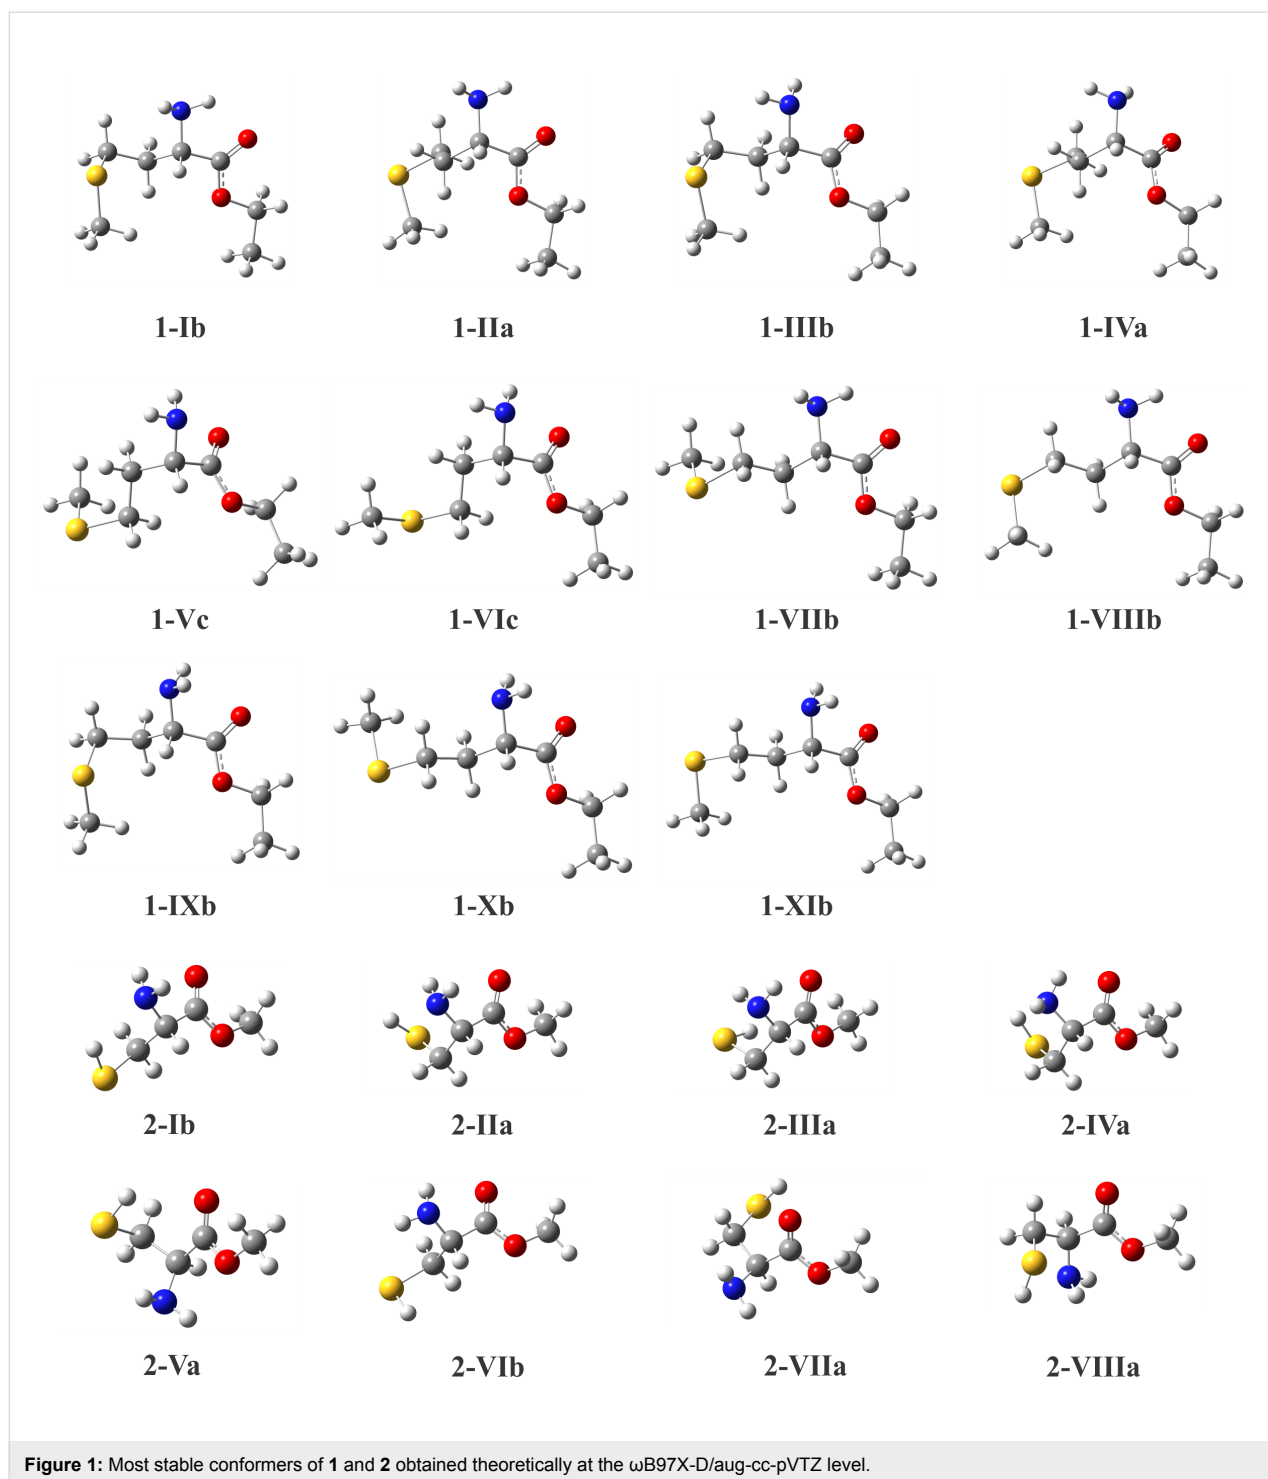 1-Ib 1-IIa 1-IIIb 1-IVa
1-Vc 1-VIc 1-VIIb 1-VIIIb
1-IXb 1-Xb 1-XIb
2-Ib 2-IIa 2-IIIa 2-IVa
2-Va 2-VIb 2-VIIa 2-VIIIa
Figure 1: Most stable conformers of 1 and 2 obtained theoretically at the ωB97X-D/aug-cc-pVTZ level.